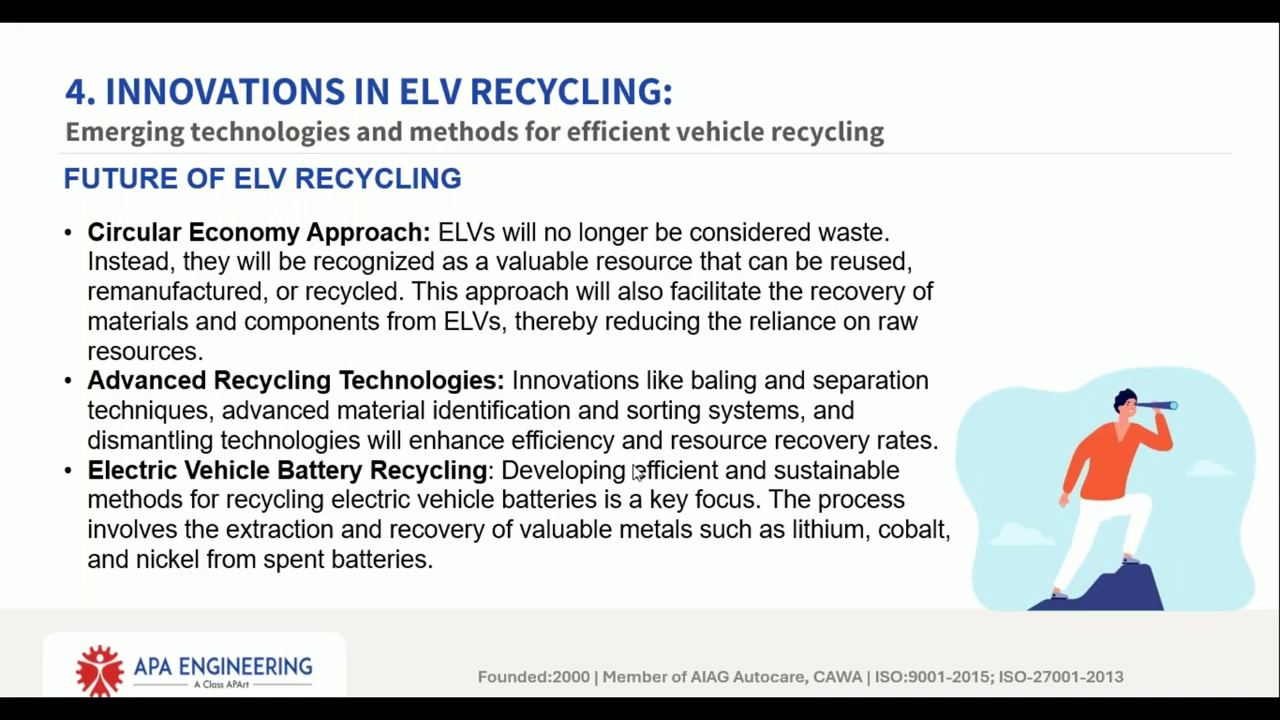 4. INNOVATIONS IN ELV RECYCLING:
Emerging technologies and methods for efficient vehicle recycling
FUTURE OF ELV RECYCLING
• Circular Economy Approach: ELVs will no longer be considered waste.
Instead, they will be recognized as a valuable resource that can be reused,
remanufactured, or recycled. This approach will also facilitate the recovery of
materials and components from ELVs, thereby reducing the reliance on raw
resources.
• Advanced Recycling Technologies: Innovations like baling and separation
techniques, advanced material identification and sorting systems, and
dismantling technologies will enhance efficiency and resource recovery rates.
• Electric Vehicle Battery Recycling: Developing efficient and sustainable
methods for recycling electric vehicle batteries is a key focus. The process
involves the extraction and recovery of valuable metals such as lithium, cobalt,
and nickel from spent batteries.
APA ENGINEERING
A Class APArt
Founded:2000 | Member of AIAG Autocare, CAWA | ISO:9001-2015; ISO-27001-2013